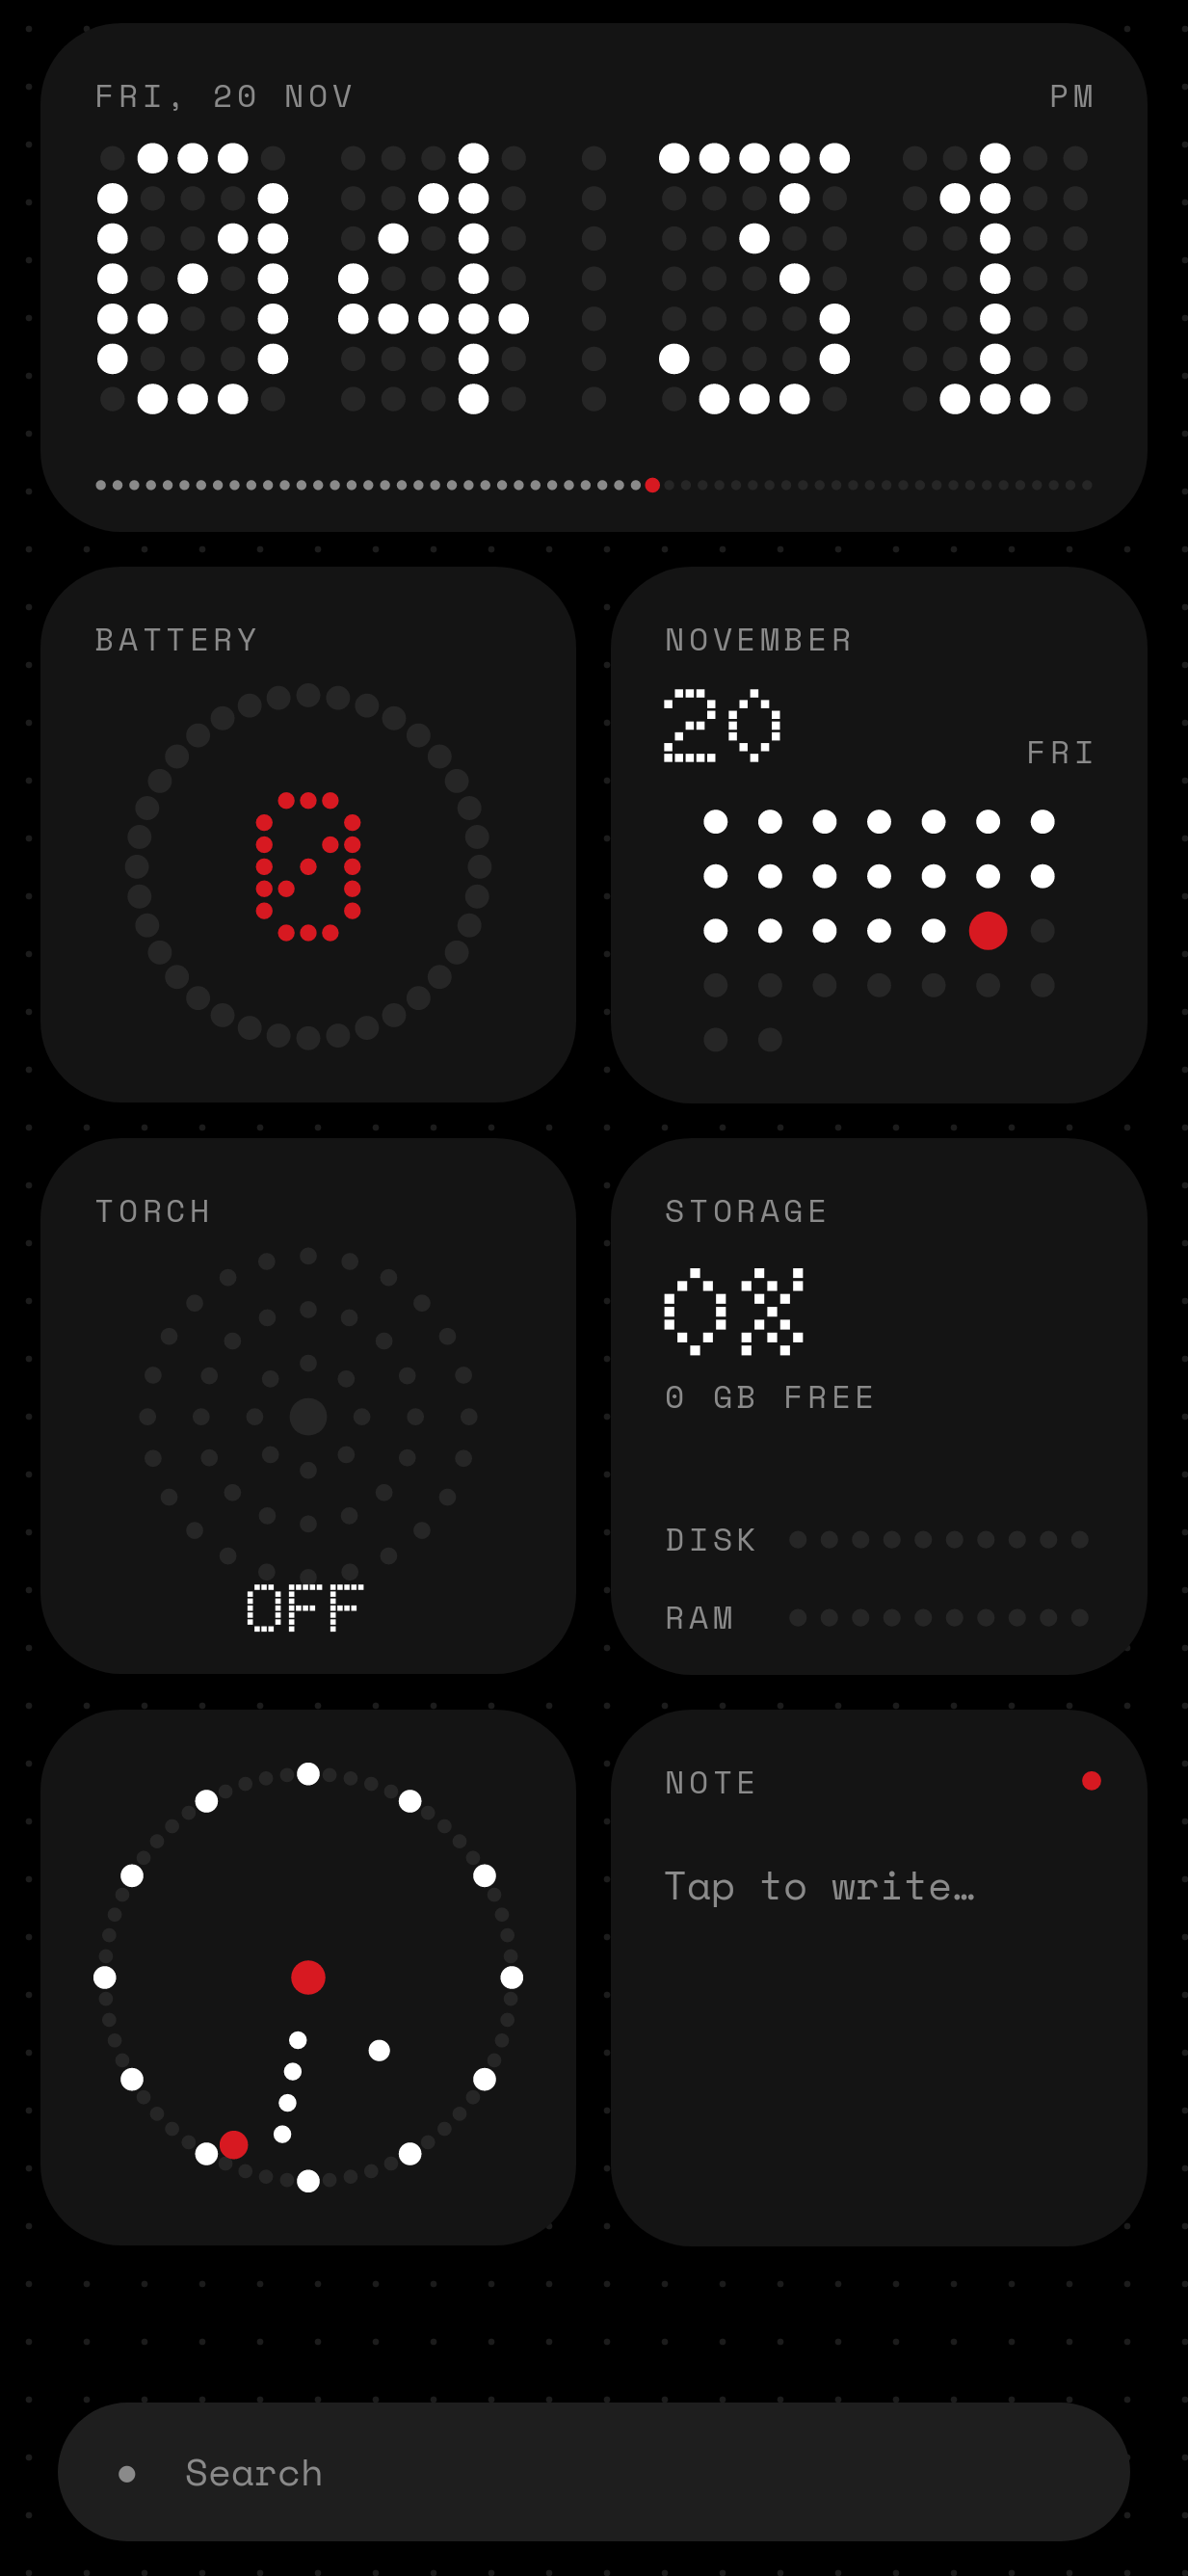 FRI, 20 NOV PM
04 31
BATTERY
0
NOVEMBER
20
FRI
TORCH
OFF
STORAGE
0%
0 GB FREE
DISK
RAM
NOTE
Tap to write…
Search